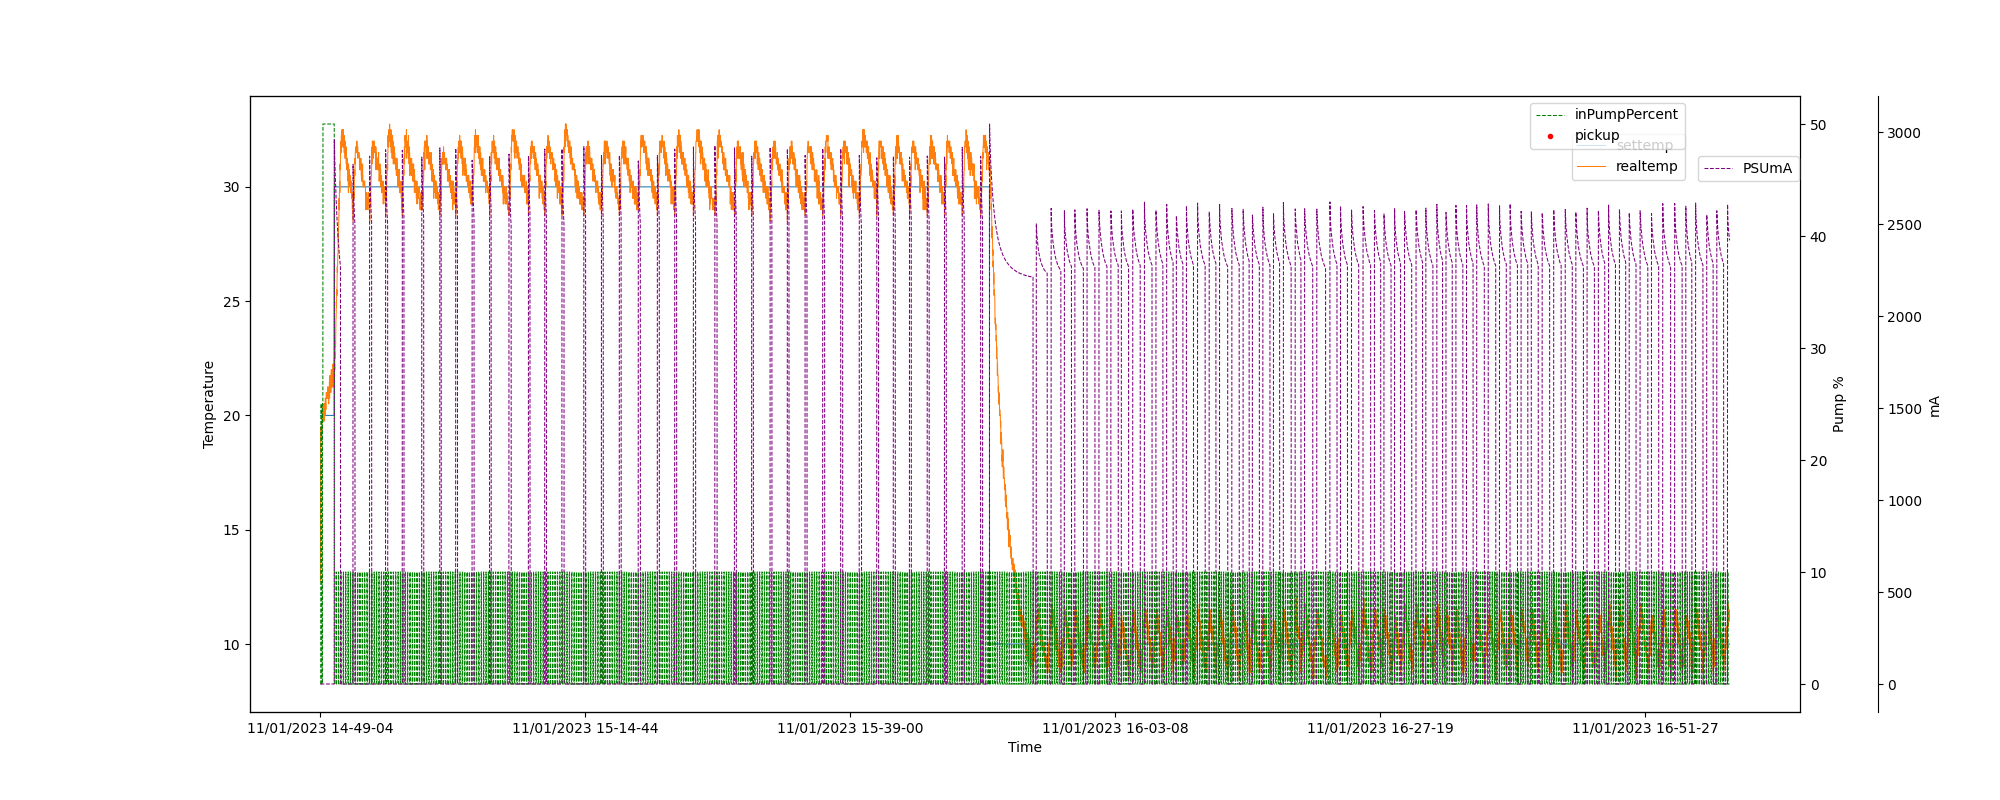 inPumpPercent
pickup
settemp
realtemp
PSUmA
30
25
20
15
10
Temperature
50
40
30
20
10
0
Pump %
3000
2500
2000
1500
1000
500
0
mA
11/01/2023 14-49-04
11/01/2023 15-14-44
11/01/2023 15-39-00
11/01/2023 16-03-08
11/01/2023 16-27-19
11/01/2023 16-51-27
Time